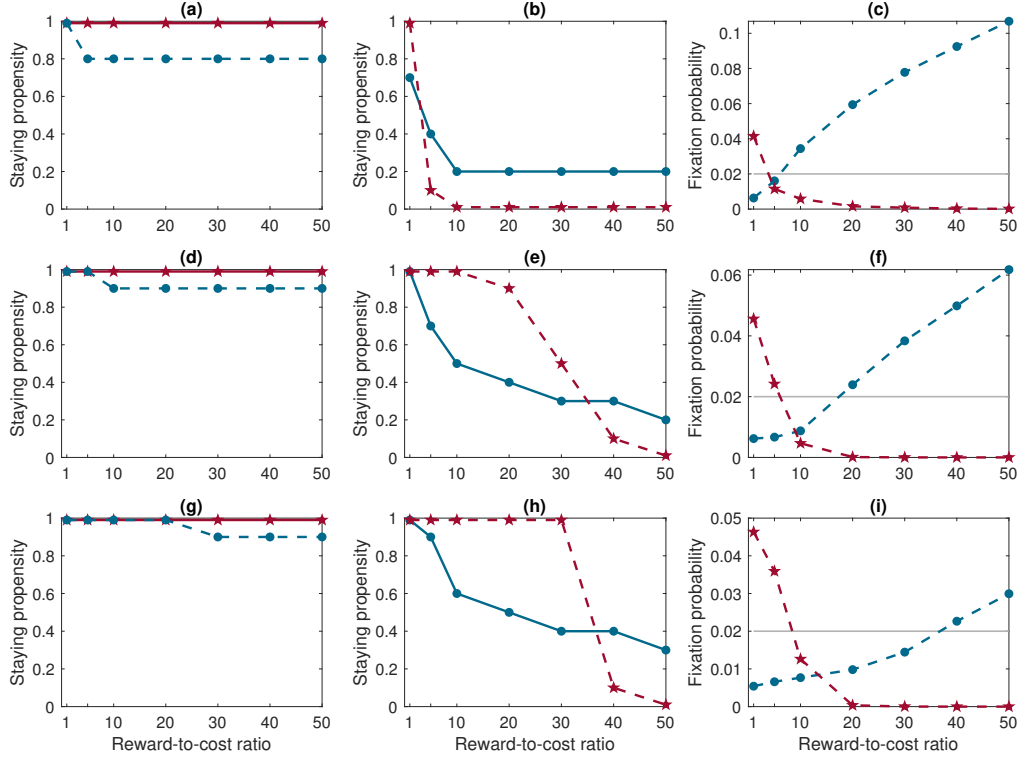 (a) (b) (c)
Staying propensity
1
0.8
0.6
0.4
0.2
0
1 10 20 30 40 50
Staying propensity
1
0.8
0.6
0.4
0.2
0
1 10 20 30 40 50
Fixation probability
0.1
0.08
0.06
0.04
0.02
0
1 10 20 30 40 50
(d) (e) (f)
Staying propensity
1
0.8
0.6
0.4
0.2
0
1 10 20 30 40 50
Staying propensity
1
0.8
0.6
0.4
0.2
0
1 10 20 30 40 50
Fixation probability
0.06
0.04
0.02
0
1 10 20 30 40 50
(g) (h) (i)
Staying propensity
1
0.8
0.6
0.4
0.2
0
1 10 20 30 40 50
Reward-to-cost ratio
Staying propensity
1
0.8
0.6
0.4
0.2
0
1 10 20 30 40 50
Reward-to-cost ratio
Fixation probability
0.05
0.04
0.03
0.02
0.01
0
1 10 20 30 40 50
Reward-to-cost ratio